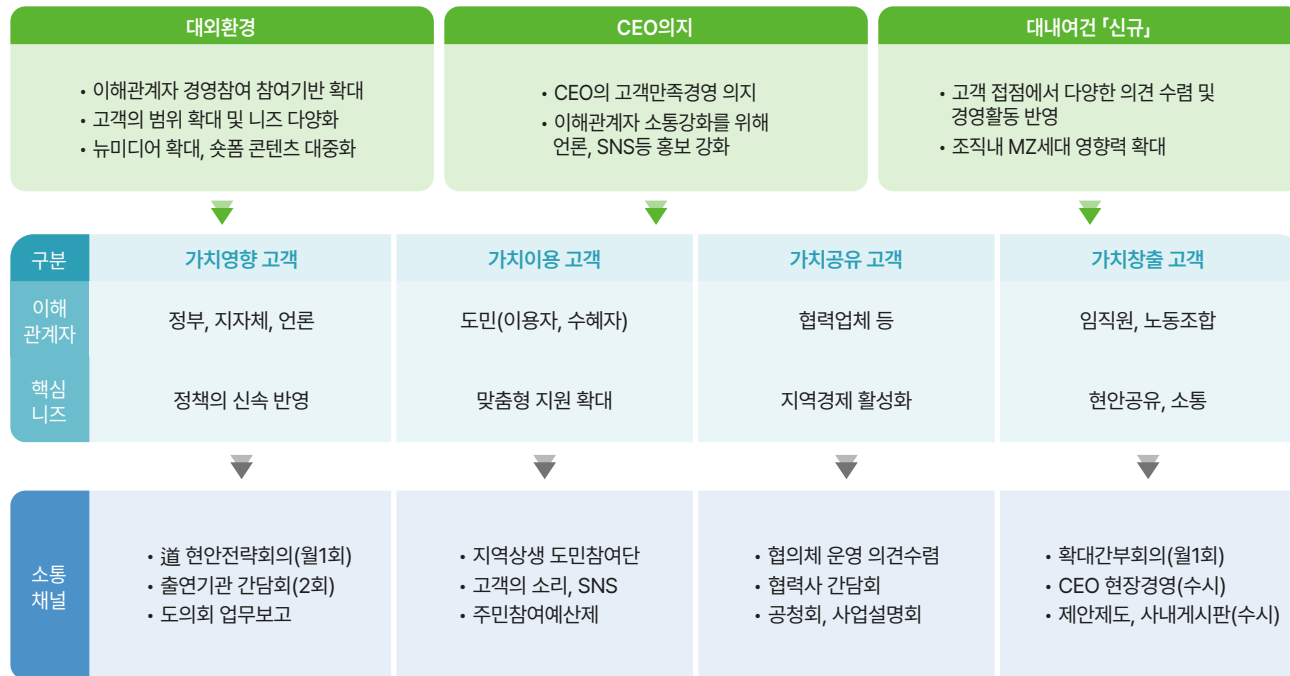 대외환경
• 이해관계자 경영참여 참여기반 확대
• 고객의 범위 확대 및 니즈 다양화
• 뉴미디어 확대, 숏폼 콘텐츠 대중화
CEO의지
• CEO의 고객만족경영 의지
• 이해관계자 소통강화를 위해
언론, SNS등 홍보 강화
대내여건 「신규」
• 고객 접점에서 다양한 의견 수렴 및
경영활동 반영
• 조직내 MZ세대 영향력 확대
구분
가치영향 고객
가치이용 고객
가치공유 고객
가치창출 고객
이해
관계자
정부, 지자체, 언론
도민(이용자, 수혜자)
협력업체 등
임직원, 노동조합
핵심
니즈
정책의 신속 반영
맞춤형 지원 확대
지역경제 활성화
현안공유, 소통
소통
채널
• 道 현안전략회의(월1회)
• 출연기관 간담회(2회)
• 도의회 업무보고
• 지역상생 도민참여단
• 고객의 소리, SNS
• 주민참여예산제
• 협의체 운영 의견수렴
• 협력사 간담회
• 공청회, 사업설명회
• 확대간부회의(월1회)
• CEO 현장경영(수시)
• 제안제도, 사내게시판(수시)